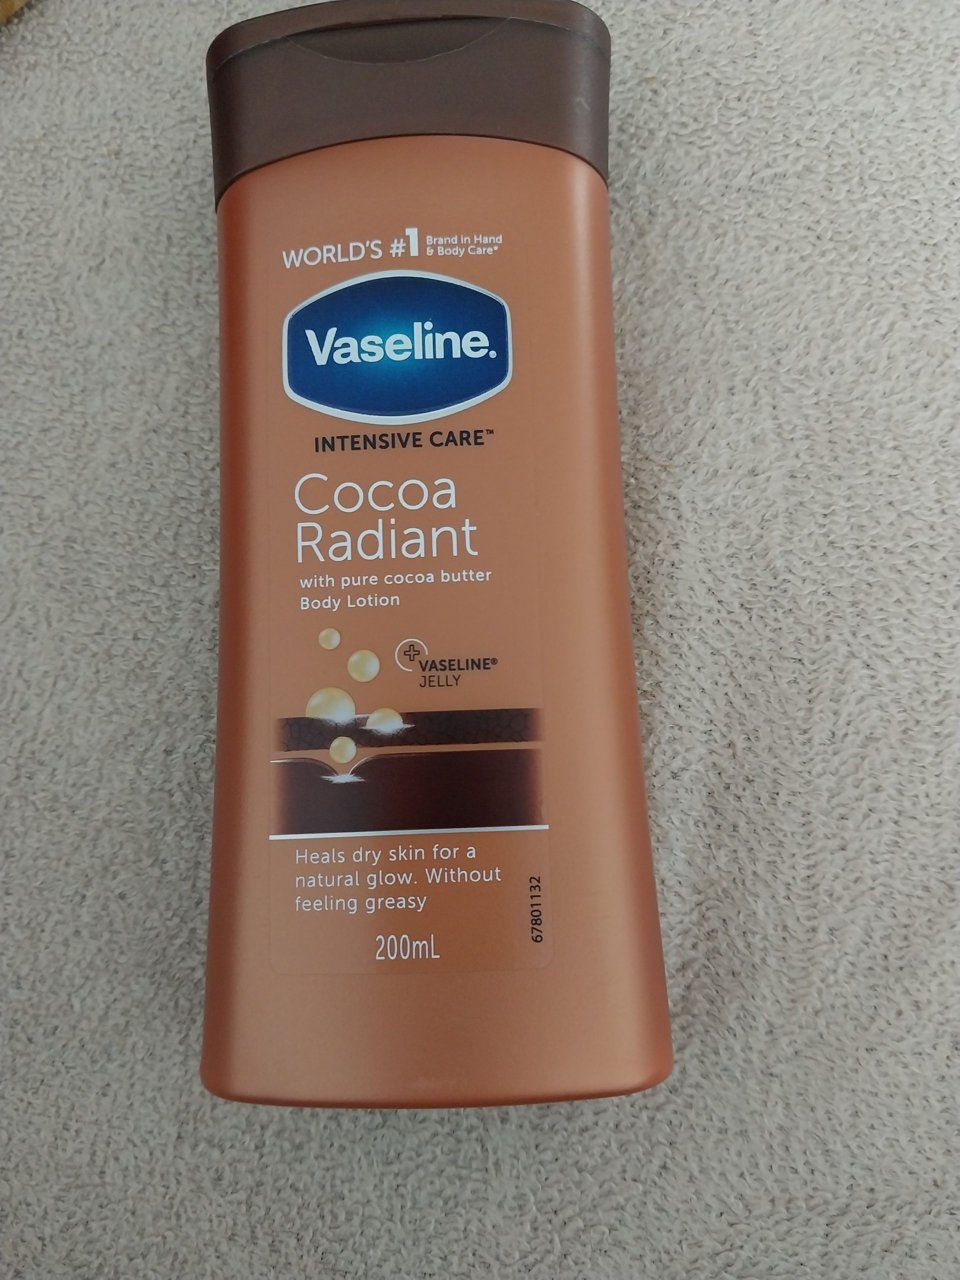 WORLD'S #1 Brand in Hand
& Body Care*
Vaseline.
INTENSIVE CARE™
Cocoa
Radiant
with pure cocoa butter
Body Lotion
VASELINE®
JELLY
Heals dry skin for a
natural glow. Without
feeling greasy
67801132
200mL